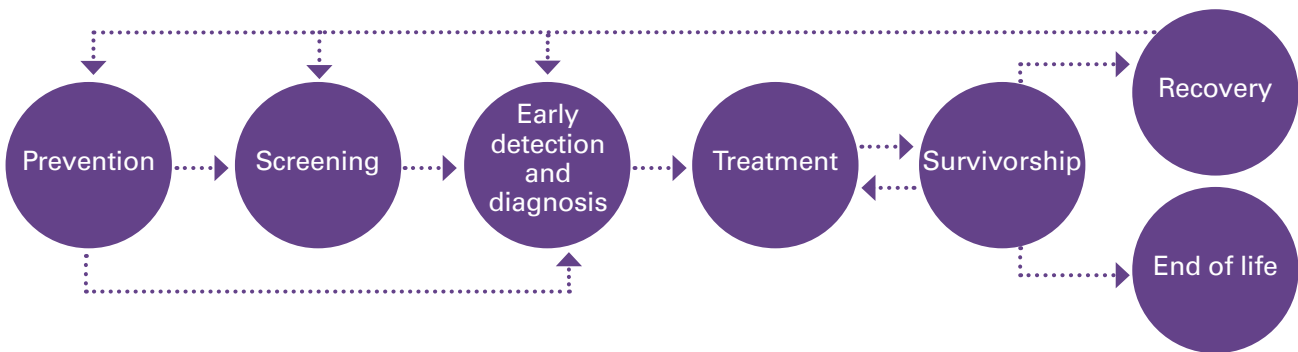 Prevention
Screening
Early
detection
and
diagnosis
Treatment
Survivorship
Recovery
End of life